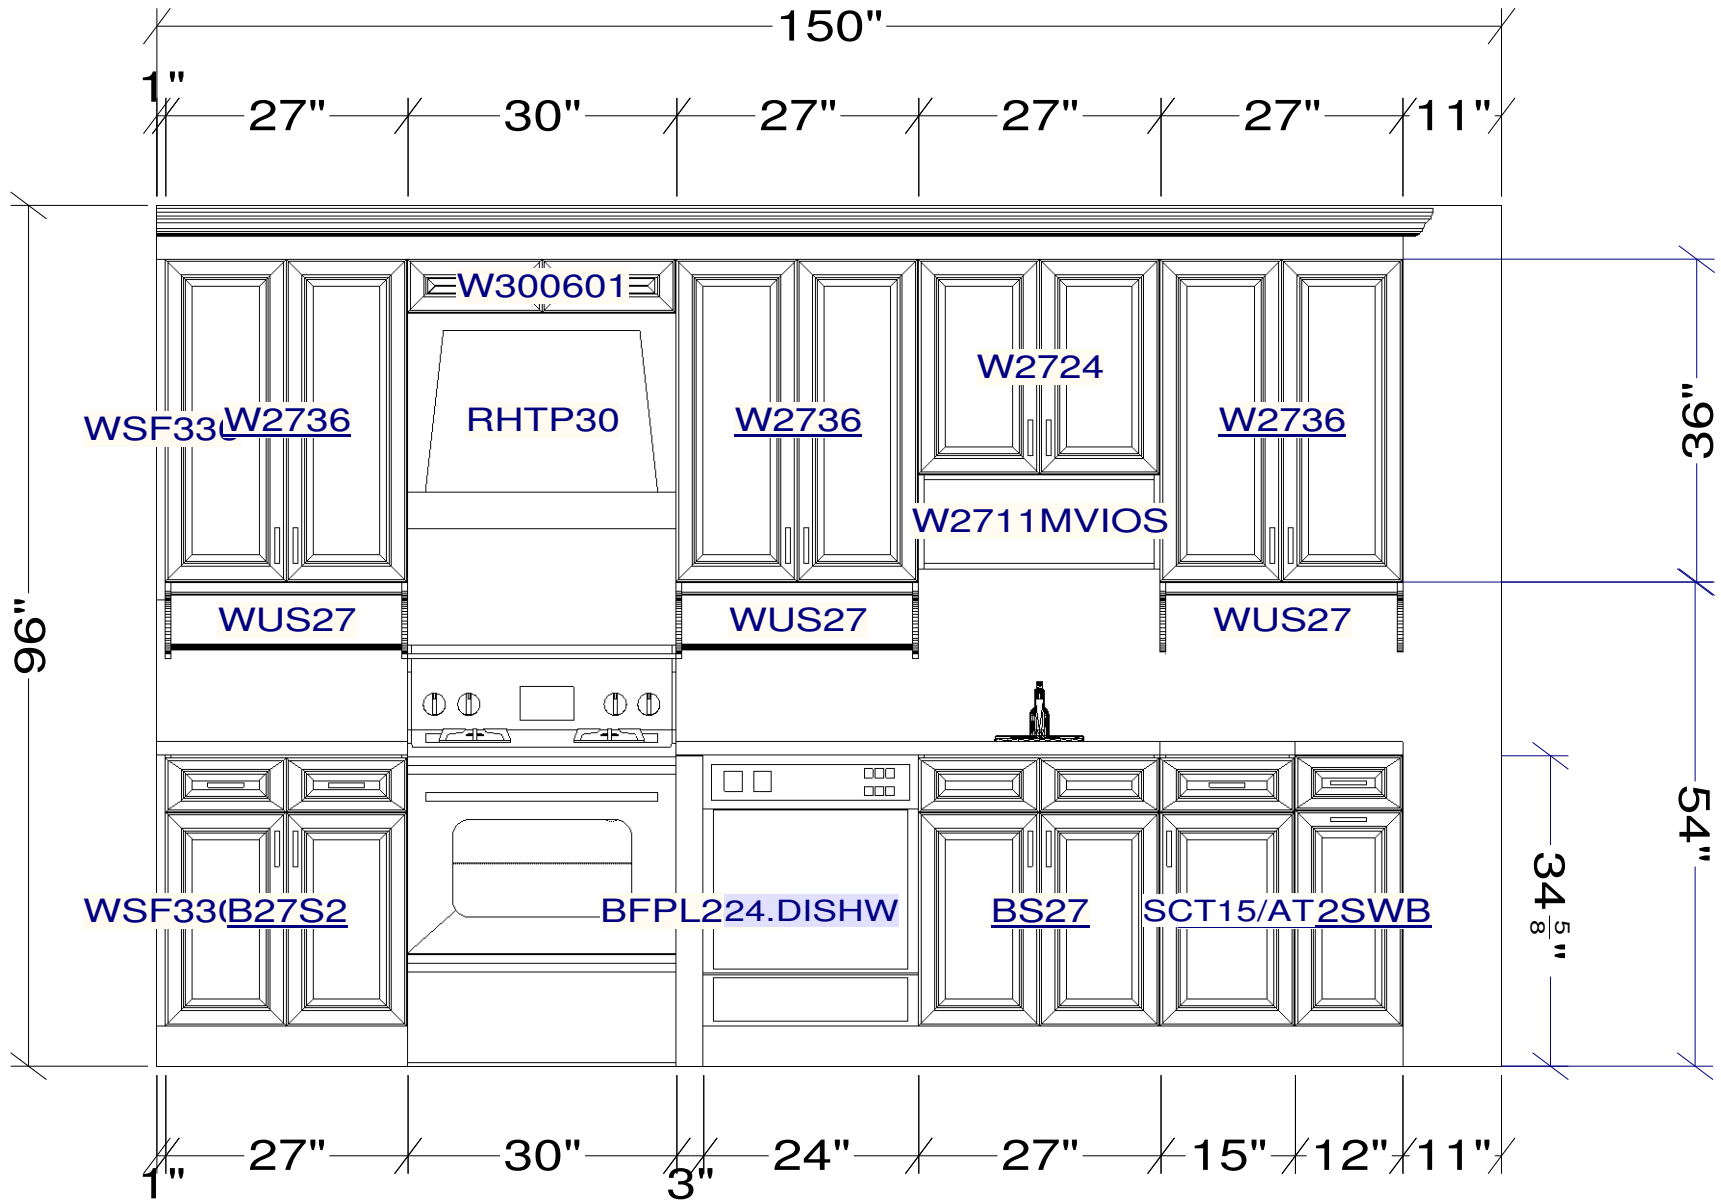 150"
1"
27" 30" 27" 27" 27" 11"
W300601
W2724
WSF330 W2736 RHTP30 W2736 W2736
36"
W2711MVIOS
WUS27 WUS27 WUS27
96"
54"
34 5/8"
WSF330 B27S2 BFPL224.DISHW BS27 SCT15/AT2SWB
27" 30" 24" 27" 15" 12" 11"
1" 3"